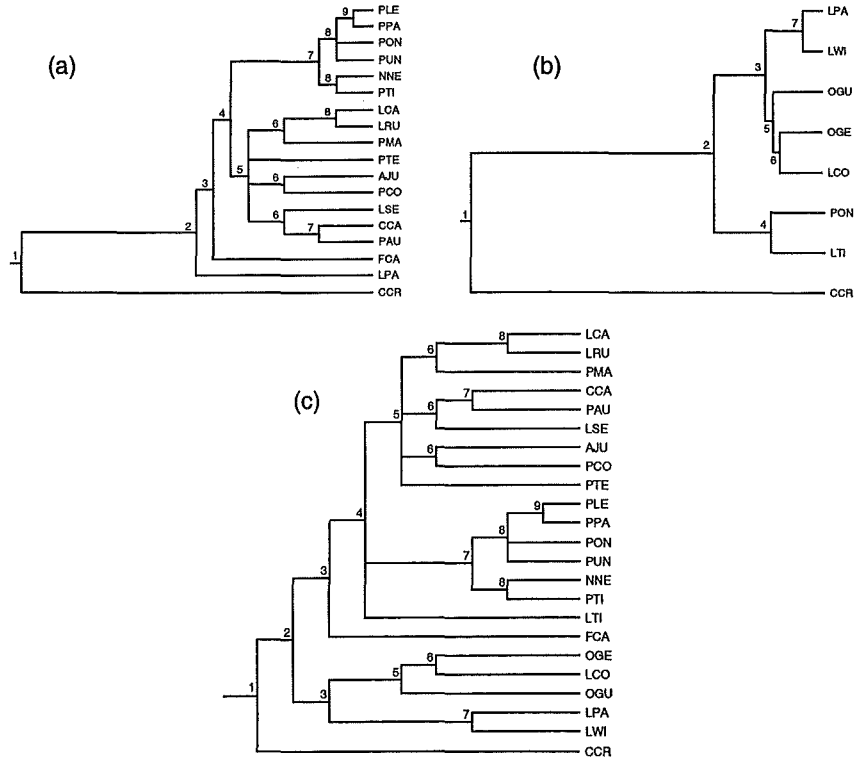 (a)
9
8
7
8
4
8
6
5
6
3
6
7
2
1
PLE
PPA
PON
PUN
NNE
PTI
LCA
LRU
PMA
PTE
AJU
PCO
LSE
CCA
PAU
FCA
LPA
CCR
(b)
7
3
5
6
2
4
1
LPA
LWI
OGU
OGE
LCO
PON
LTI
CCR
(c)
8
6
7
5
6
6
9
4
8
7
8
3
2
6
5
1
3
7
LCA
LRU
PMA
CCA
PAU
LSE
AJU
PCO
PTE
PLE
PPA
PON
PUN
NNE
PTI
LTI
FCA
OGE
LCO
OGU
LPA
LWI
CCR